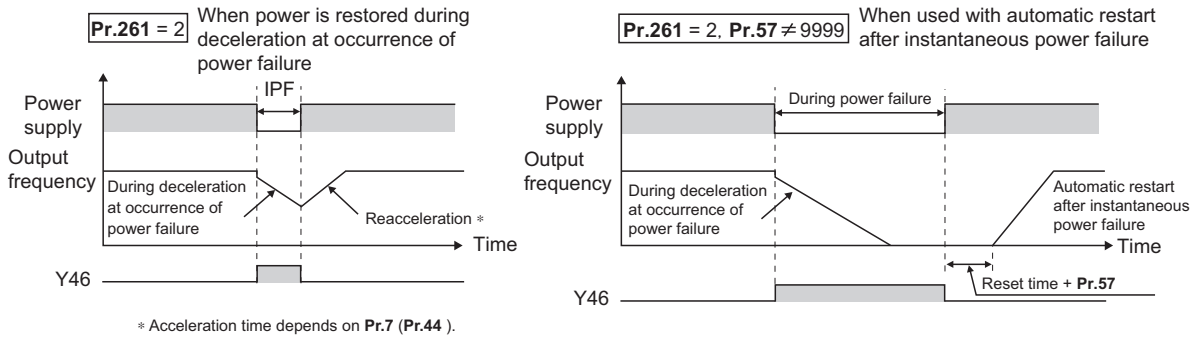 Pr.261 = 2
When power is restored during
deceleration at occurrence of
power failure
IPF
Power
supply
Output
frequency
During deceleration
at occurrence of
power failure
Reacceleration *
Time
Y46
* Acceleration time depends on Pr.7 (Pr.44 ).
Pr.261 = 2, Pr.57 ≠ 9999
When used with automatic restart
after instantaneous power failure
Power
supply
During power failure
Output
frequency
During deceleration
at occurrence of
power failure
Automatic restart
after instantaneous
power failure
Time
Reset time + Pr.57
Y46